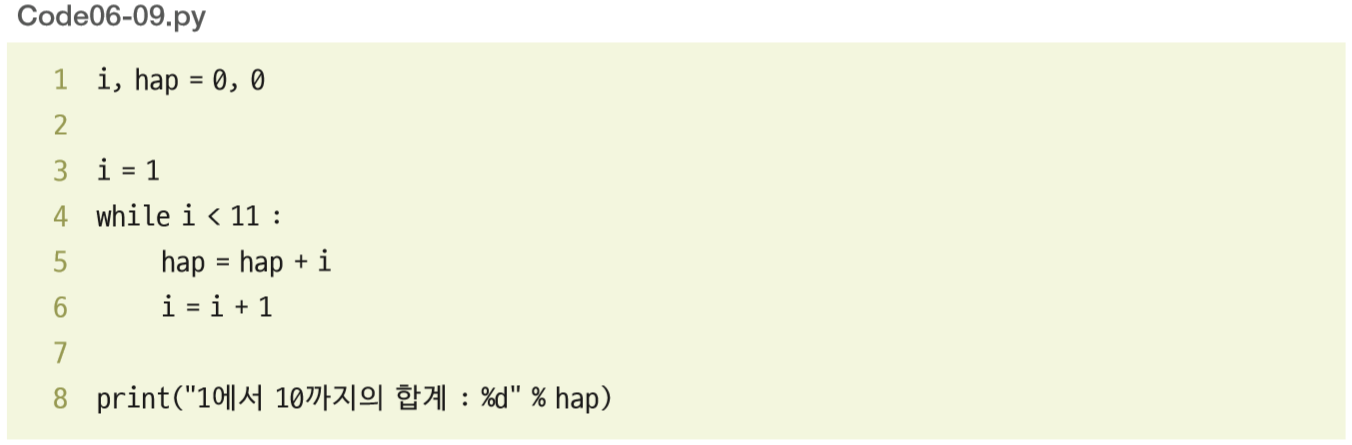 Code06-09.py
1 i, hap = 0, 0
2
3 i = 1
4 while i < 11 :
5     hap = hap + i
6     i = i + 1
7
8 print("1에서 10까지의 합계 : %d" % hap)